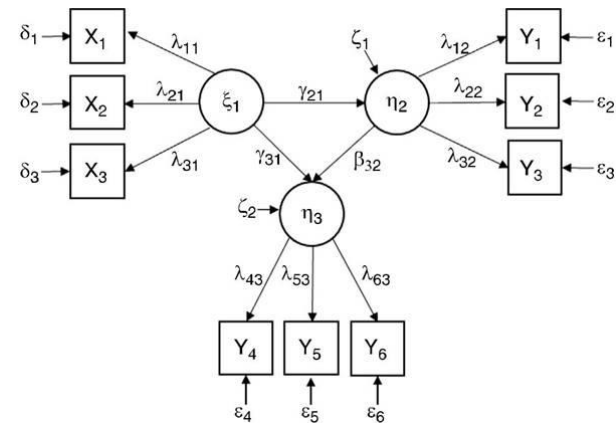 δ₁ X₁ λ₁₁ ζ₁ λ₁₂ Y₁ ε₁
δ₂ X₂ λ₂₁ ξ₁ γ₂₁ η₂ λ₂₂ Y₂ ε₂
δ₃ X₃ λ₃₁ γ₃₁ β₃₂ λ₃₂ Y₃ ε₃
ζ₂ η₃
λ₄₃ λ₅₃ λ₆₃
Y₄ Y₅ Y₆
ε₄ ε₅ ε₆